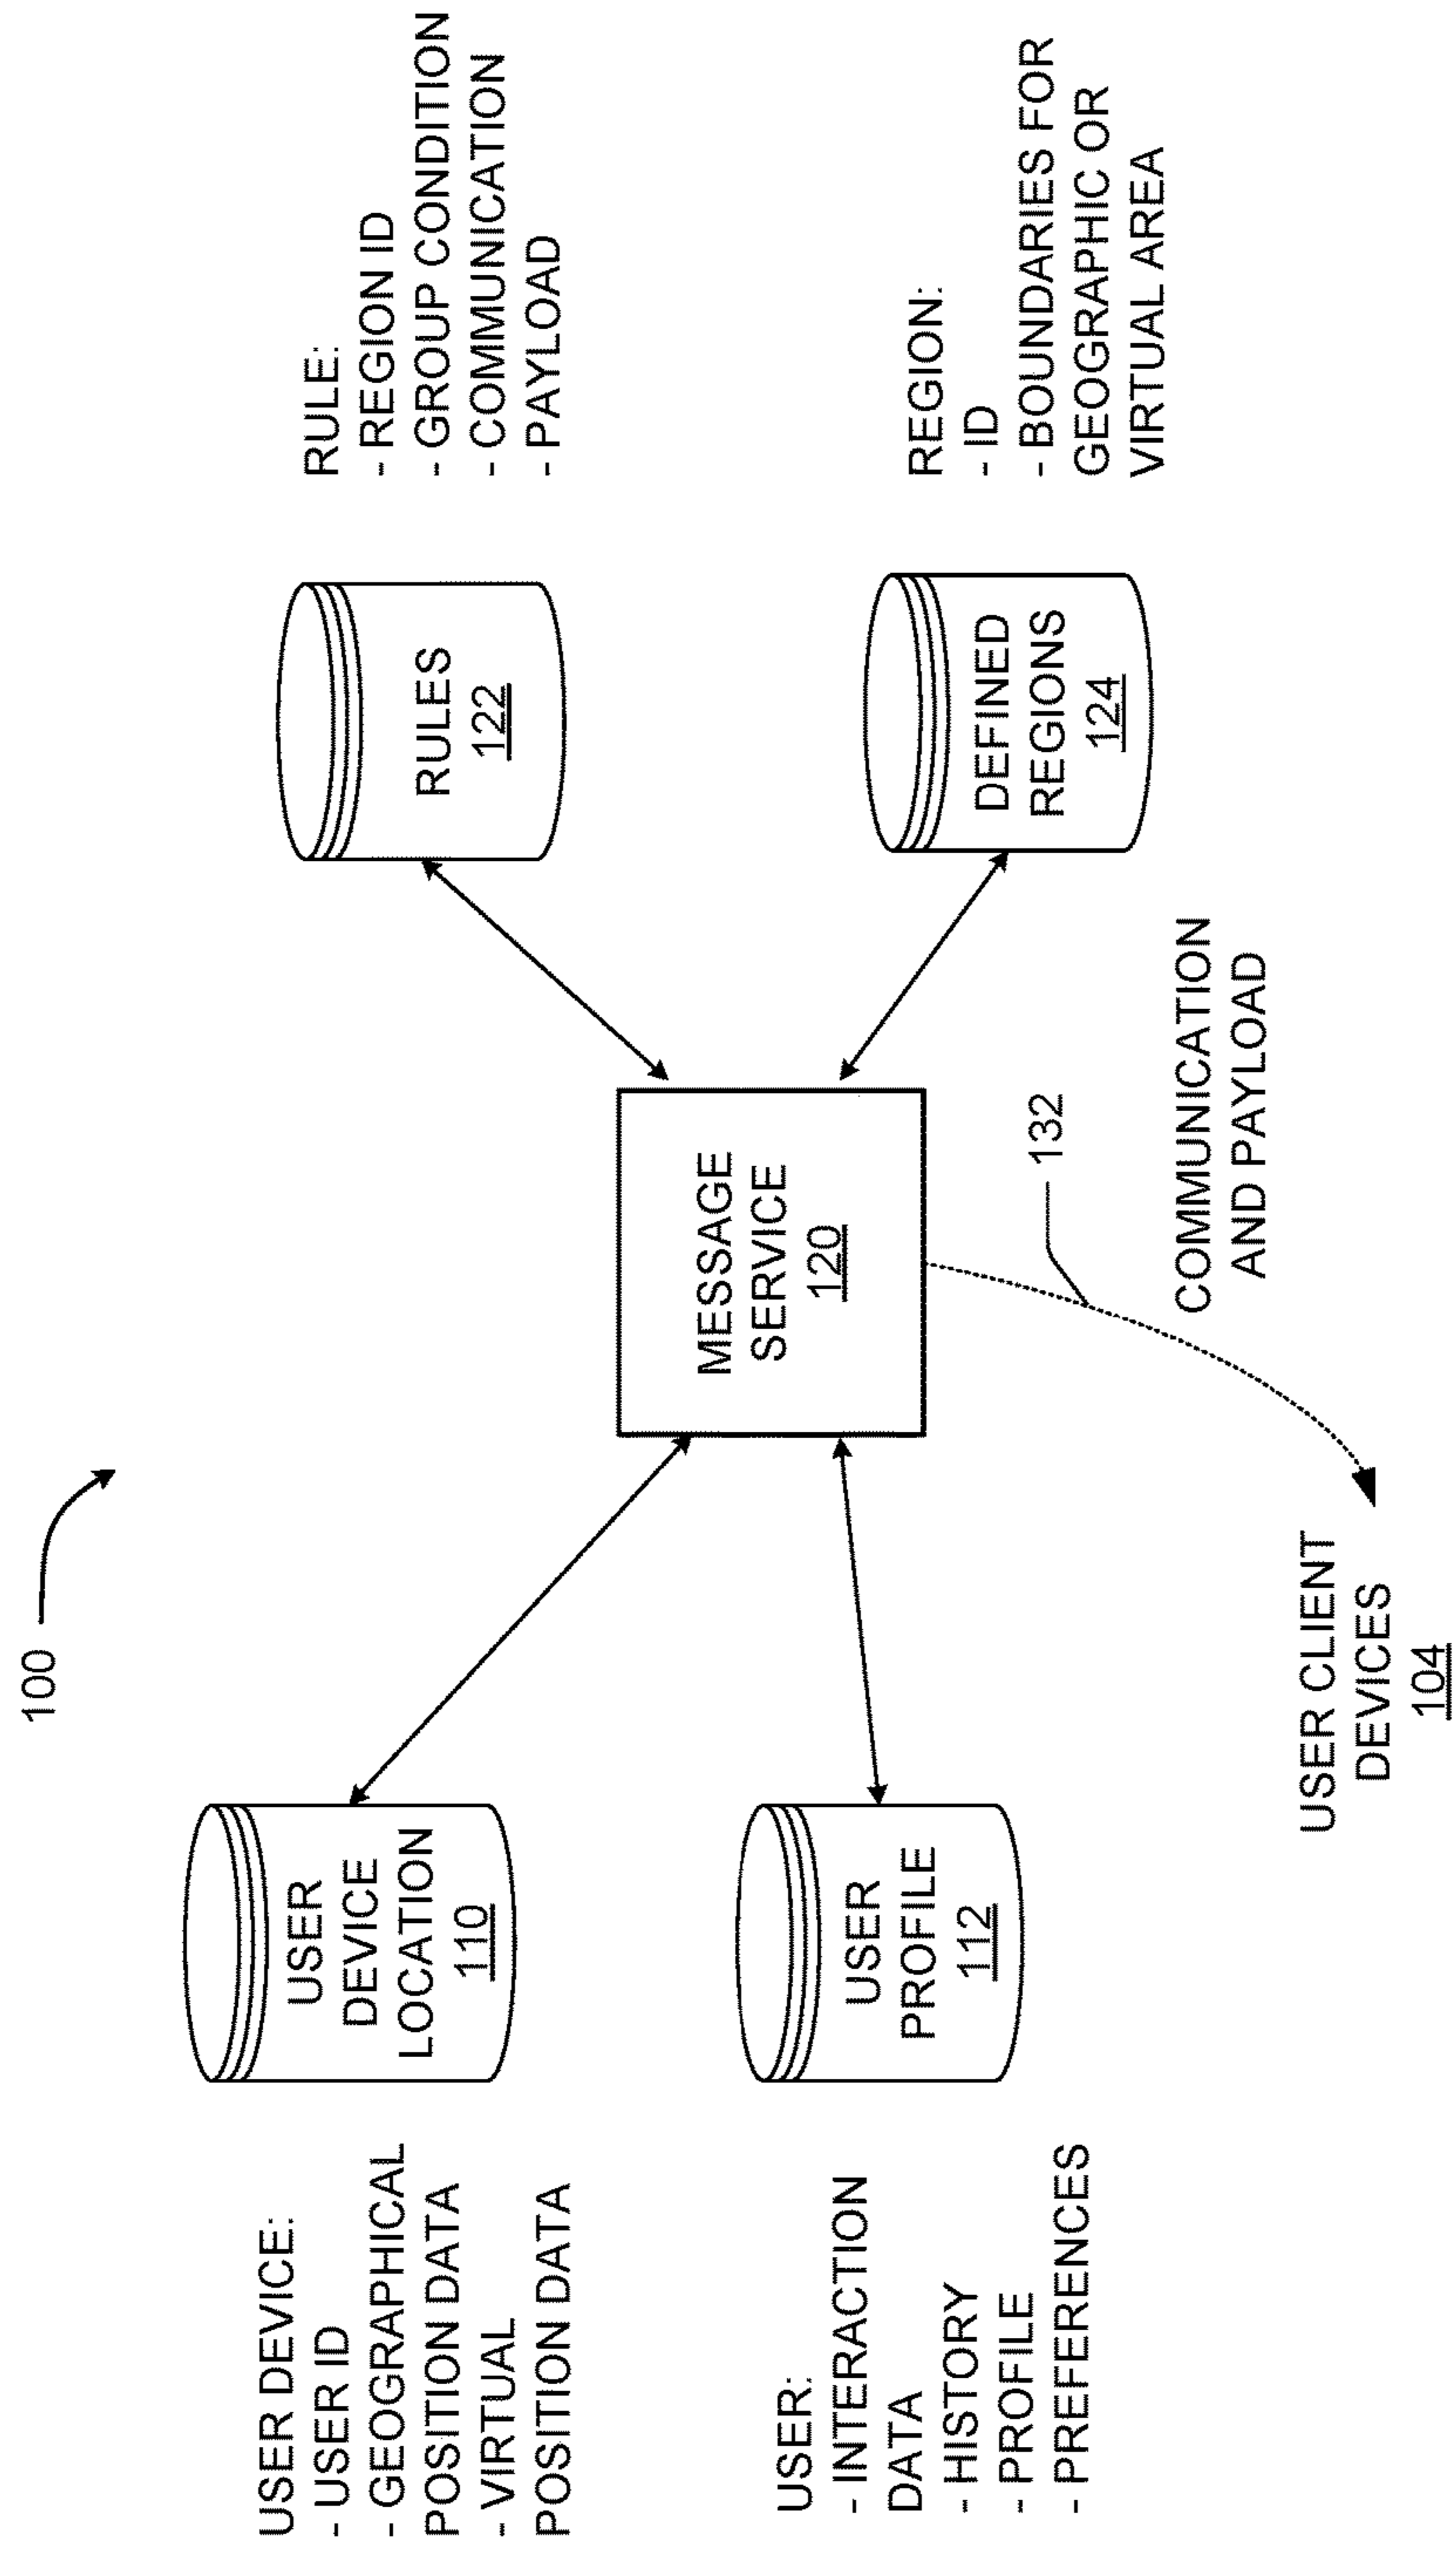 100
USER DEVICE:
- USER ID
- GEOGRAPHICAL
POSITION DATA
- VIRTUAL
POSITION DATA
USER
DEVICE
LOCATION
110
USER:
- INTERACTION
DATA
- HISTORY
- PROFILE
- PREFERENCES
USER
PROFILE
112
MESSAGE
SERVICE
120
RULES
122
RULE:
- REGION ID
- GROUP CONDITION
- COMMUNICATION
- PAYLOAD
DEFINED
REGIONS
124
REGION:
- ID
- BOUNDARIES FOR
GEOGRAPHIC OR
VIRTUAL AREA
132
COMMUNICATION
AND PAYLOAD
USER CLIENT
DEVICES
104